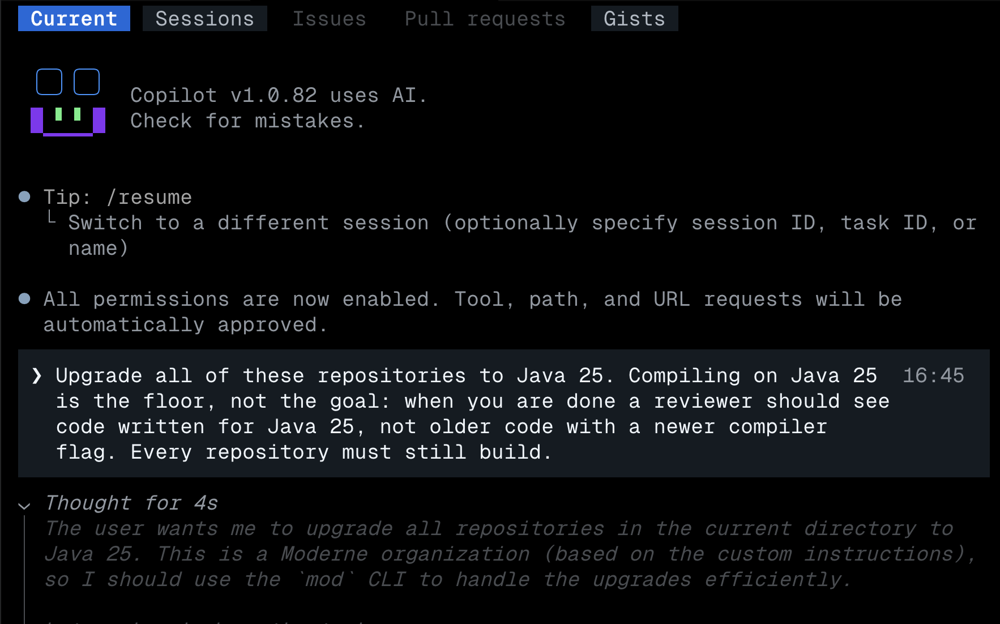 Current Sessions Issues Pull requests Gists
Copilot v1.0.82 uses AI.
Check for mistakes.
● Tip: /resume
└ Switch to a different session (optionally specify session ID, task ID, or
name)
● All permissions are now enabled. Tool, path, and URL requests will be
automatically approved.
❯ Upgrade all of these repositories to Java 25. Compiling on Java 25 16:45
is the floor, not the goal: when you are done a reviewer should see
code written for Java 25, not older code with a newer compiler
flag. Every repository must still build.
Thought for 4s
The user wants me to upgrade all repositories in the current directory to
Java 25. This is a Moderne organization (based on the custom instructions),
so I should use the `mod` CLI to handle the upgrades efficiently.